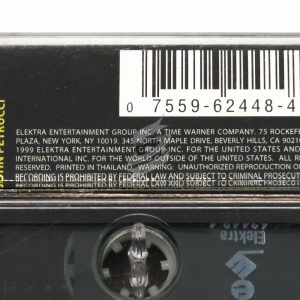 JOHN PETRUCCI
0 75559-62448-4
ELEKTRA ENTERTAINMENT GROUP INC. A TIME WARNER COMPANY. 75 ROCKEFE
PLAZA, NEW YORK, NY 10019. 345 NORTH MAPLE DRIVE, BEVERLY HILLS, CA 9021
1999 ELEKTRA ENTERTAINMENT GROUP INC. FOR THE UNITED STATES AND
INTERNATIONAL INC. FOR THE WORLD OUTSIDE OF THE UNITED STATES. ALL
RESERVED. PRINTED IN THAILAND. WARNING: UNAUTHORIZED REPRODUCTION
RECORDING IS PROHIBITED BY FEDERAL LAW AND SUBJECT TO CRIMINAL PROSECUT
Elektra